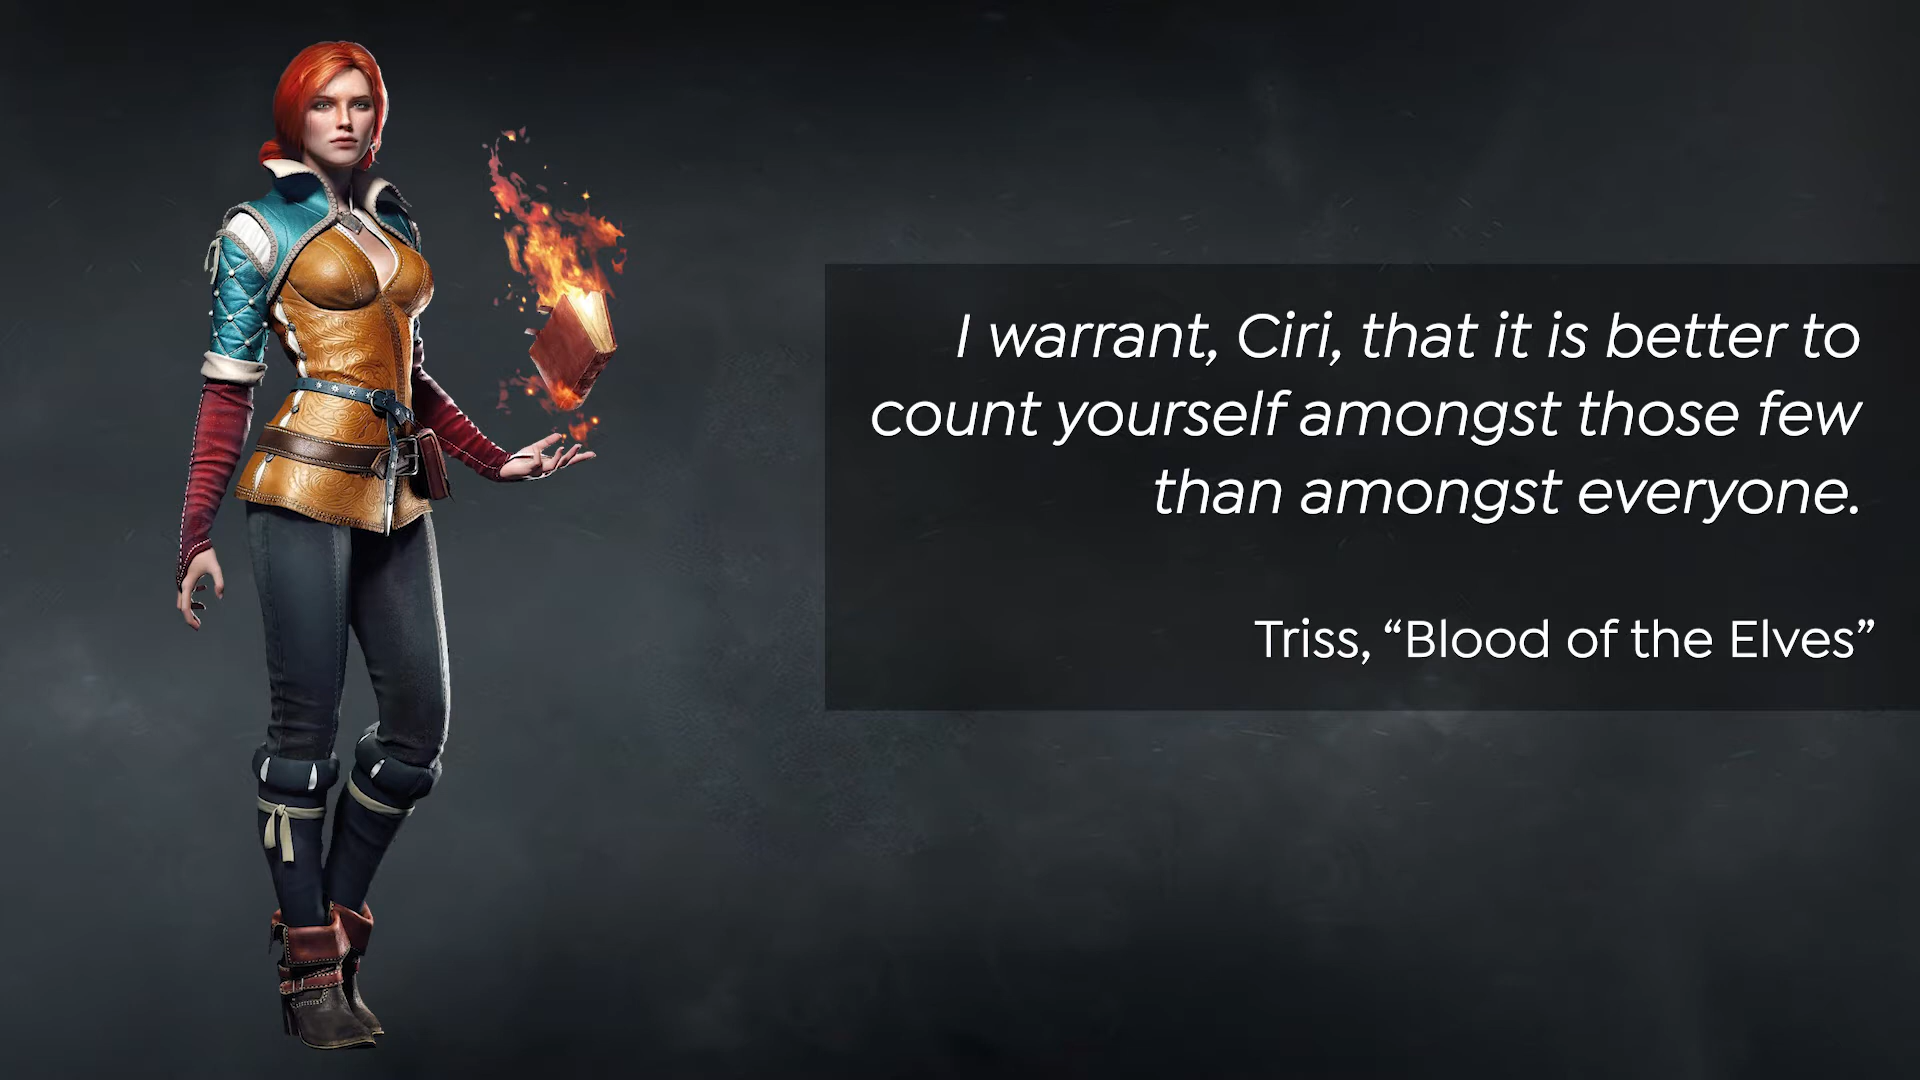 I warrant, Ciri, that it is better to
count yourself amongst those few
than amongst everyone.
Triss, “Blood of the Elves”